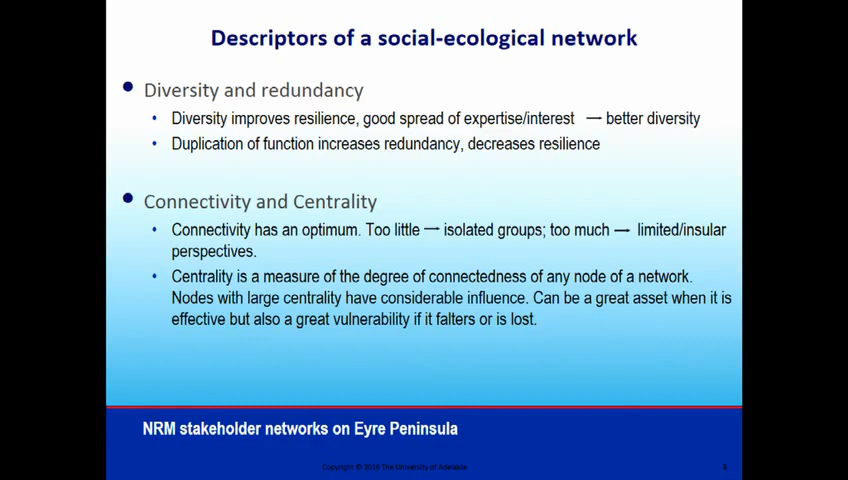 Descriptors of a social-ecological network
Diversity and redundancy
Diversity improves resilience, good spread of expertise/interest → better diversity
Duplication of function increases redundancy, decreases resilience
Connectivity and Centrality
Connectivity has an optimum. Too little → isolated groups; too much → limited/insular
perspectives.
Centrality is a measure of the degree of connectedness of any node of a network.
Nodes with large centrality have considerable influence. Can be a great asset when it is
effective but also a great vulnerability if it falters or is lost.
NRM stakeholder networks on Eyre Peninsula
Copyright © The University of Adelaide